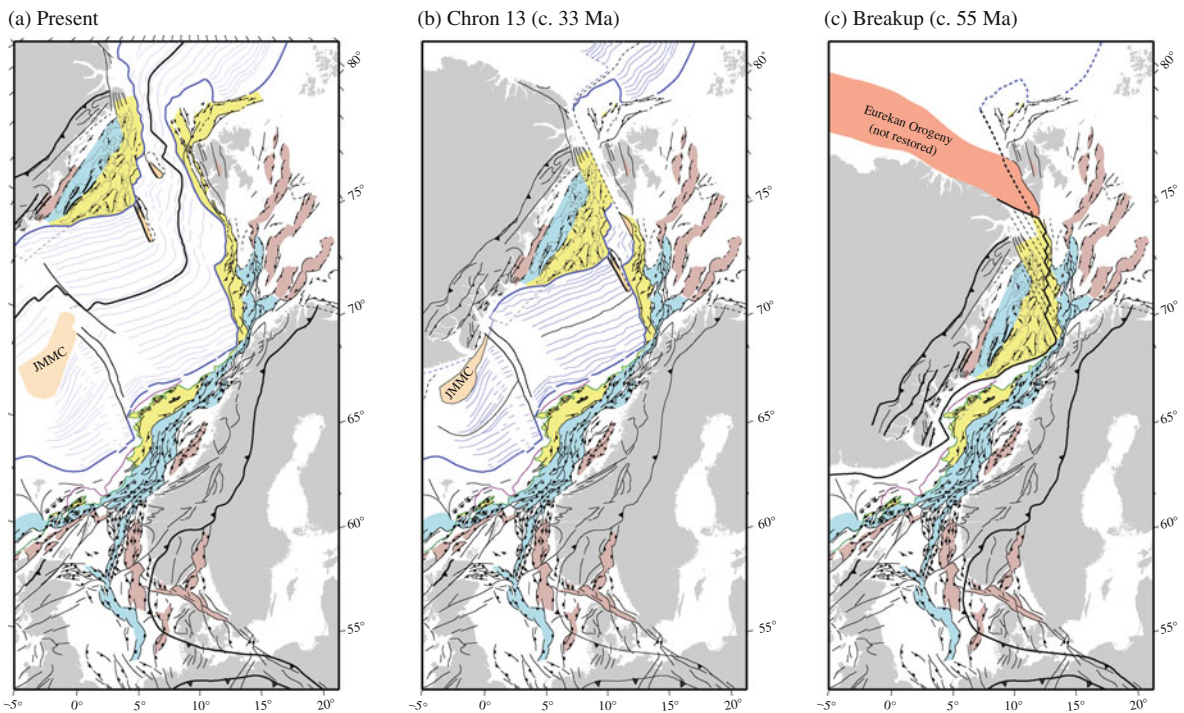 (a) Present
(b) Chron 13 (c. 33 Ma)
(c) Breakup (c. 55 Ma)
80°
75°
70°
65°
60°
55°
JMMC
−5° 0° 5° 10° 15° 20°
80°
75°
70°
65°
60°
55°
JMMC
−5° 0° 5° 10° 15° 20°
Eurekan Orogeny
(not restored)
80°
75°
70°
65°
60°
55°
−5° 0° 5° 10° 15° 20°